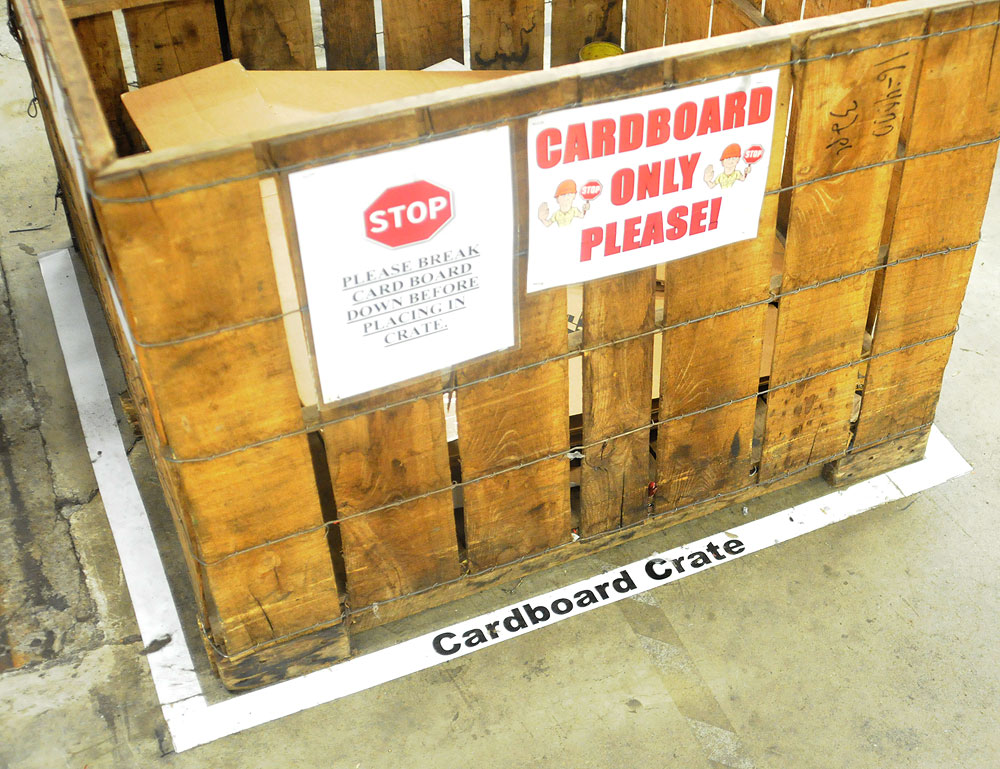 STOP
PLEASE BREAK
CARD BOARD
DOWN BEFORE
PLACING IN
CRATE.
CARDBOARD
ONLY
PLEASE!
STOP
STOP
Cardboard Crate